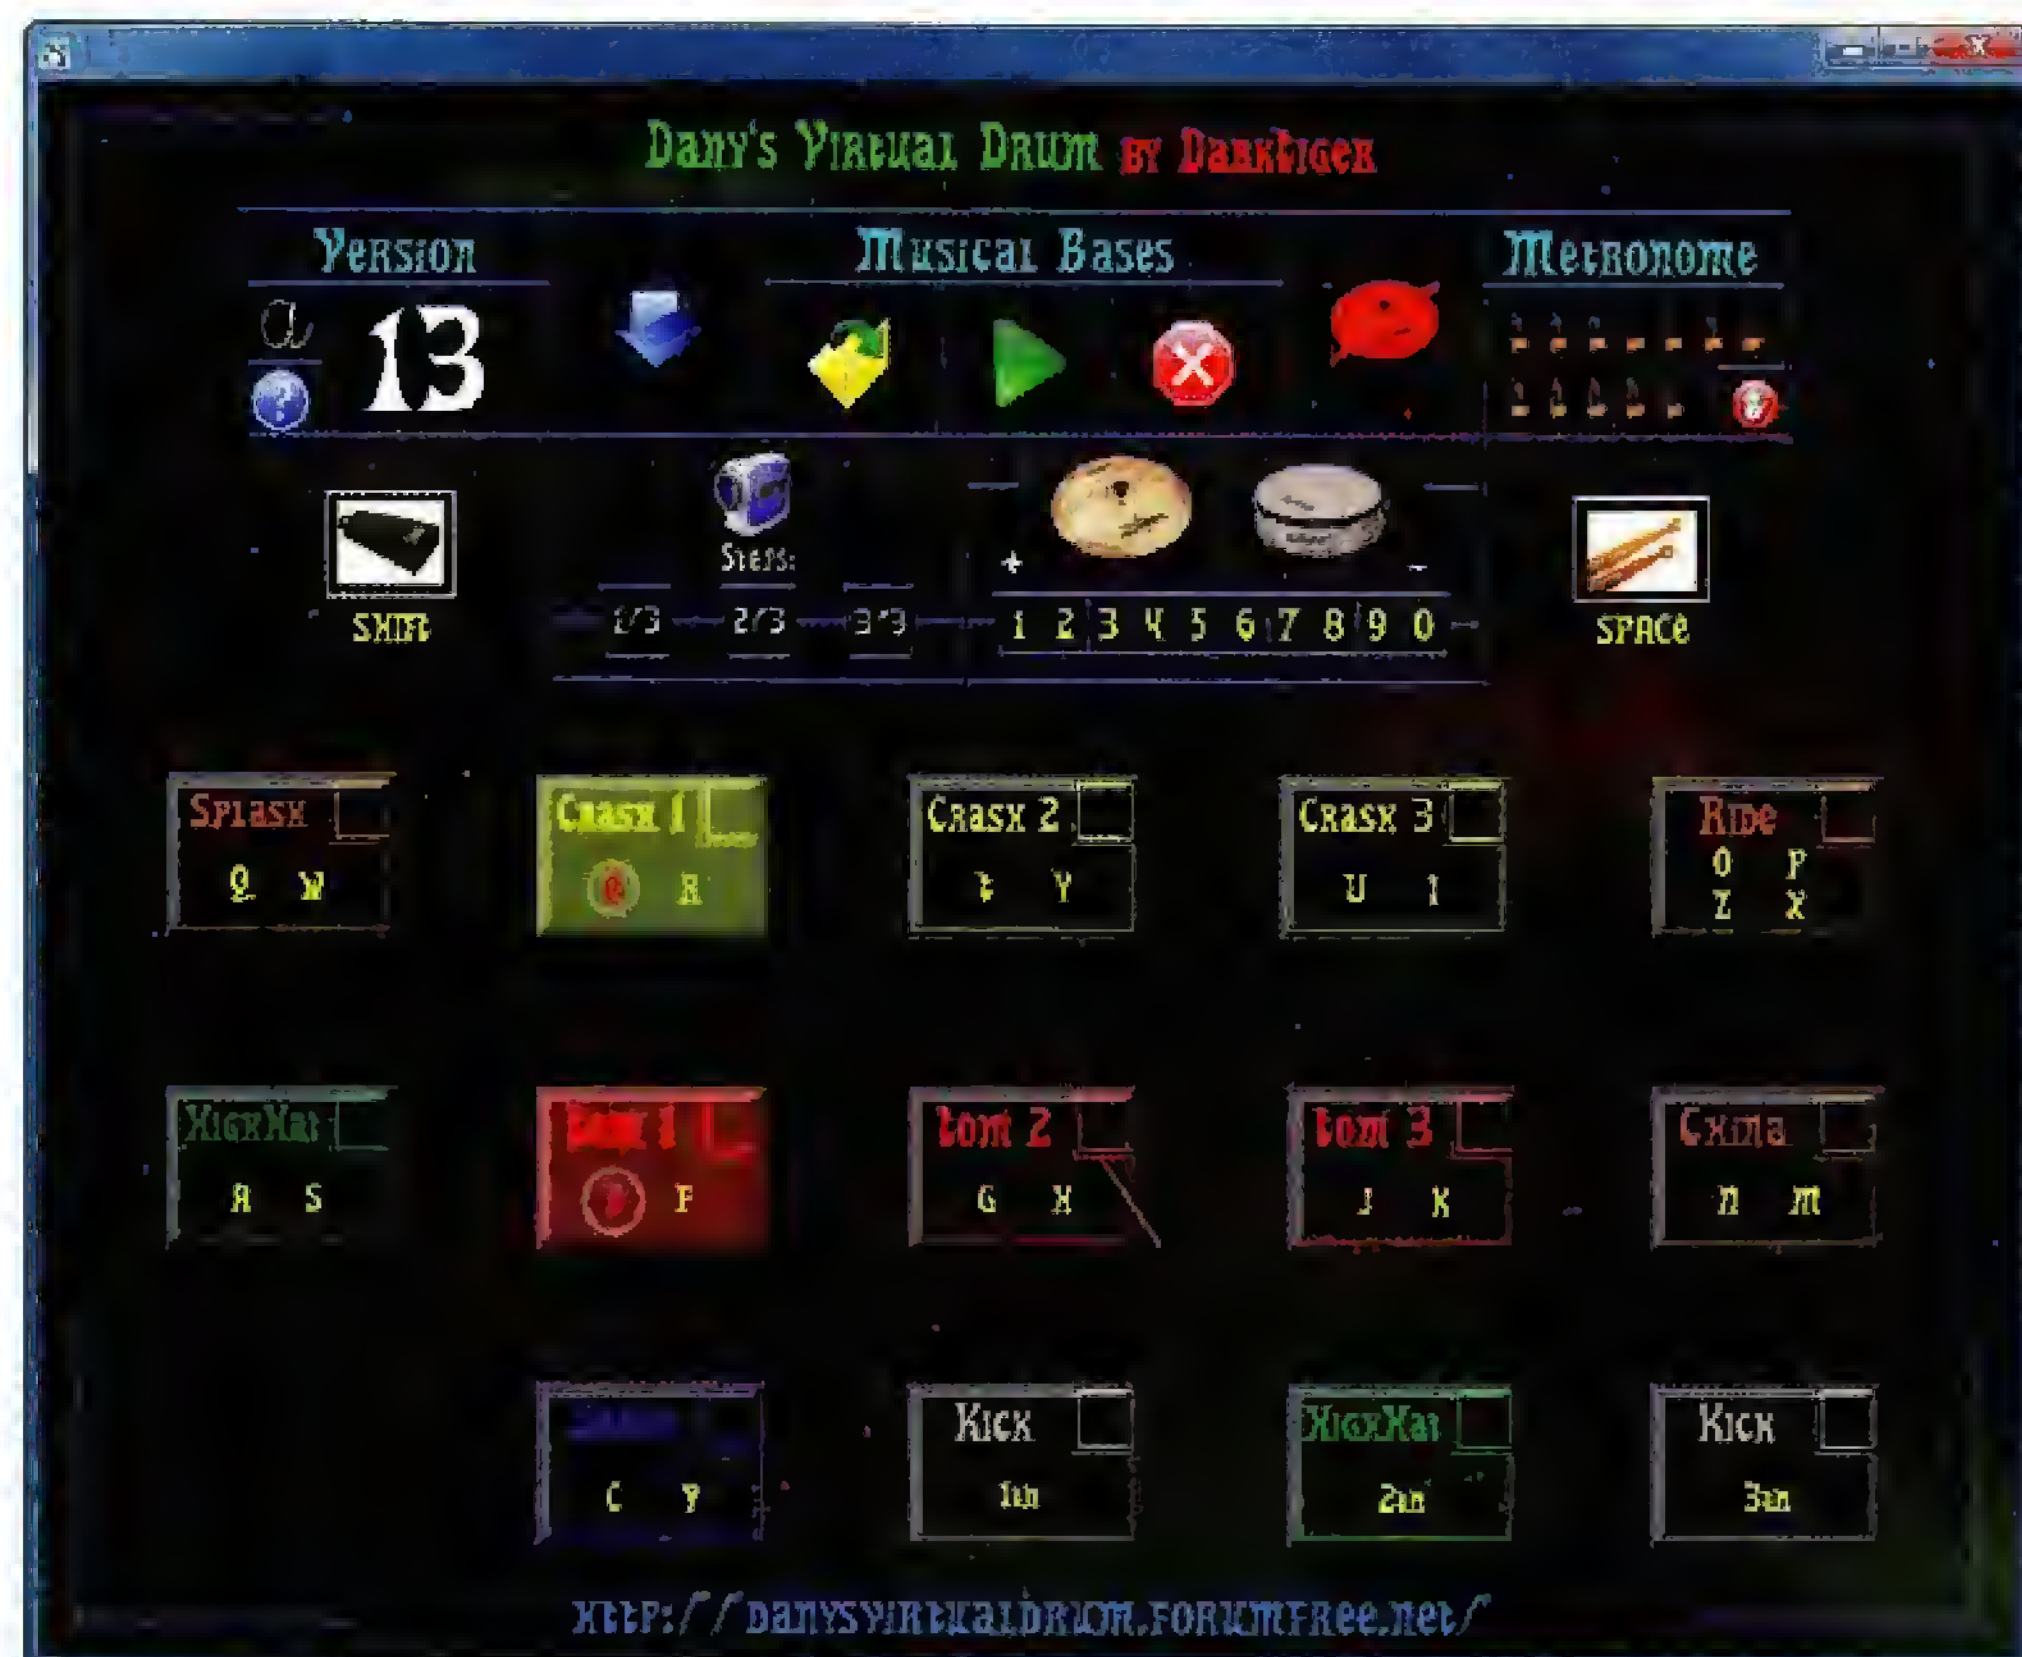 Dany's Virtual Drum by Darktiger
Version
Musical Bases
Metronome
α
13
?
Steps:
+
-
SHIFT
1/3 2/3 3/3
1 2 3 4 5 6 7 8 9 0
SPACE
Splash
Crash 1
Crash 2
Crash 3
Ride
Q W
R
T Y
U I
O P
Z X
HighHat
Tom 1
Tom 2
Tom 3
China
A S
F
G H
J K
N M
Kick
HighHat
Kick
C V
http://danysvirtualdrum.forumfree.net/